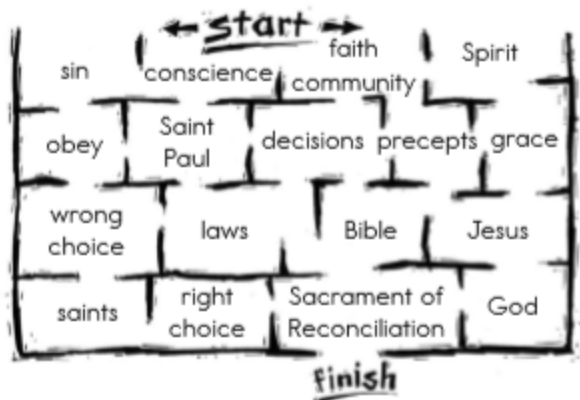 start
sin
conscience
faith
community
Spirit
obey
Saint
Paul
decisions
precepts
grace
wrong
choice
laws
Bible
Jesus
saints
right
choice
Sacrament of
Reconciliation
God
finish